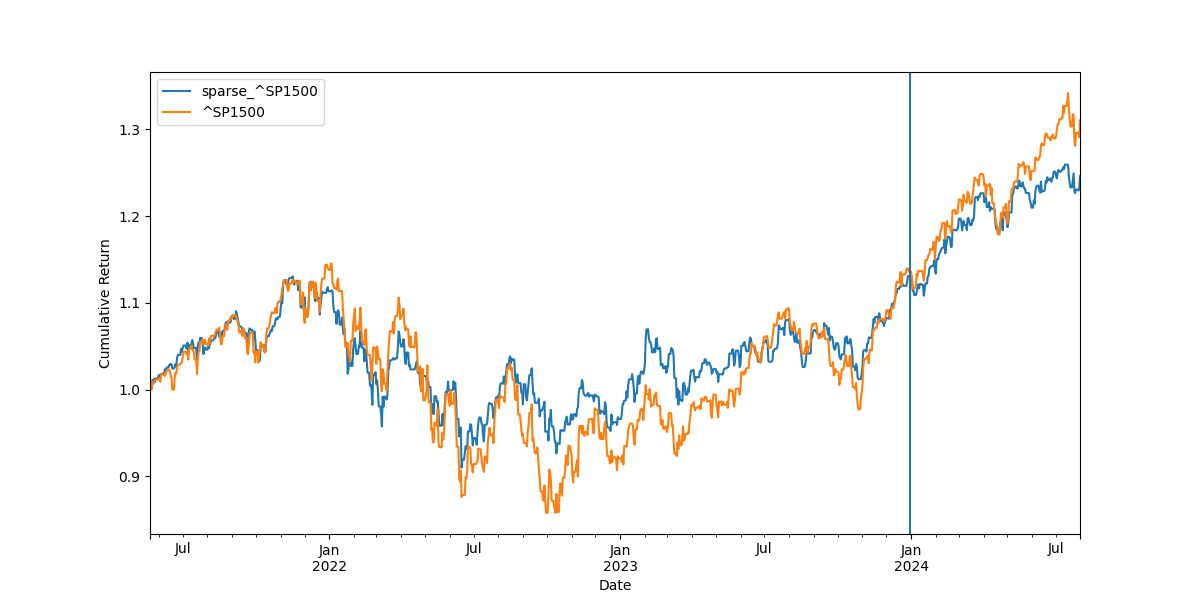 sparse_^SP1500
^SP1500
Cumulative Return
1.3
1.2
1.1
1.0
0.9
Jul
Jan
2022
Jul
Jan
2023
Jul
Jan
2024
Jul
Date